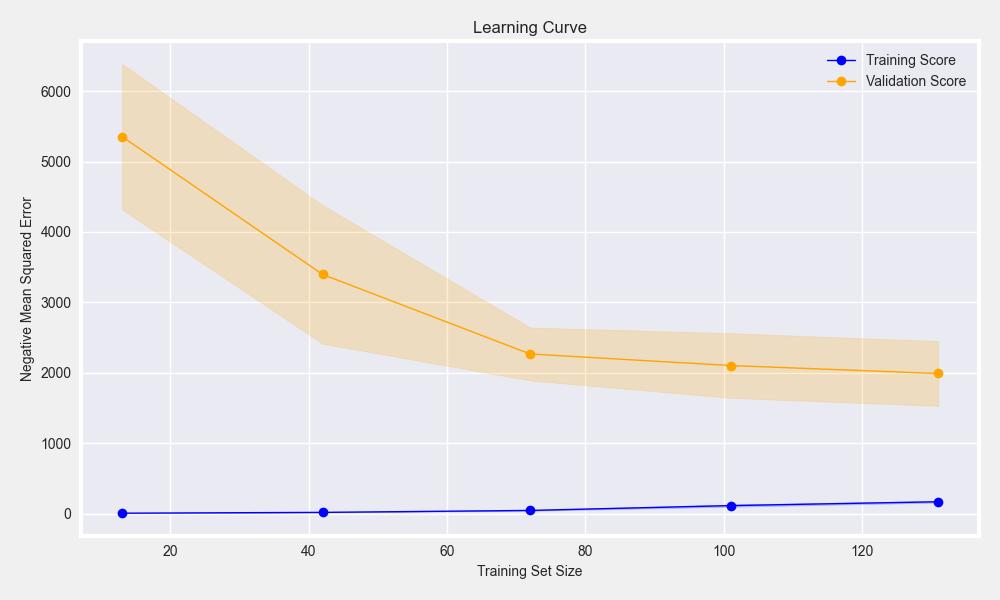 Learning Curve
Training Score
Validation Score
6000
5000
4000
3000
2000
1000
0
Negative Mean Squared Error
20 40 60 80 100 120
Training Set Size